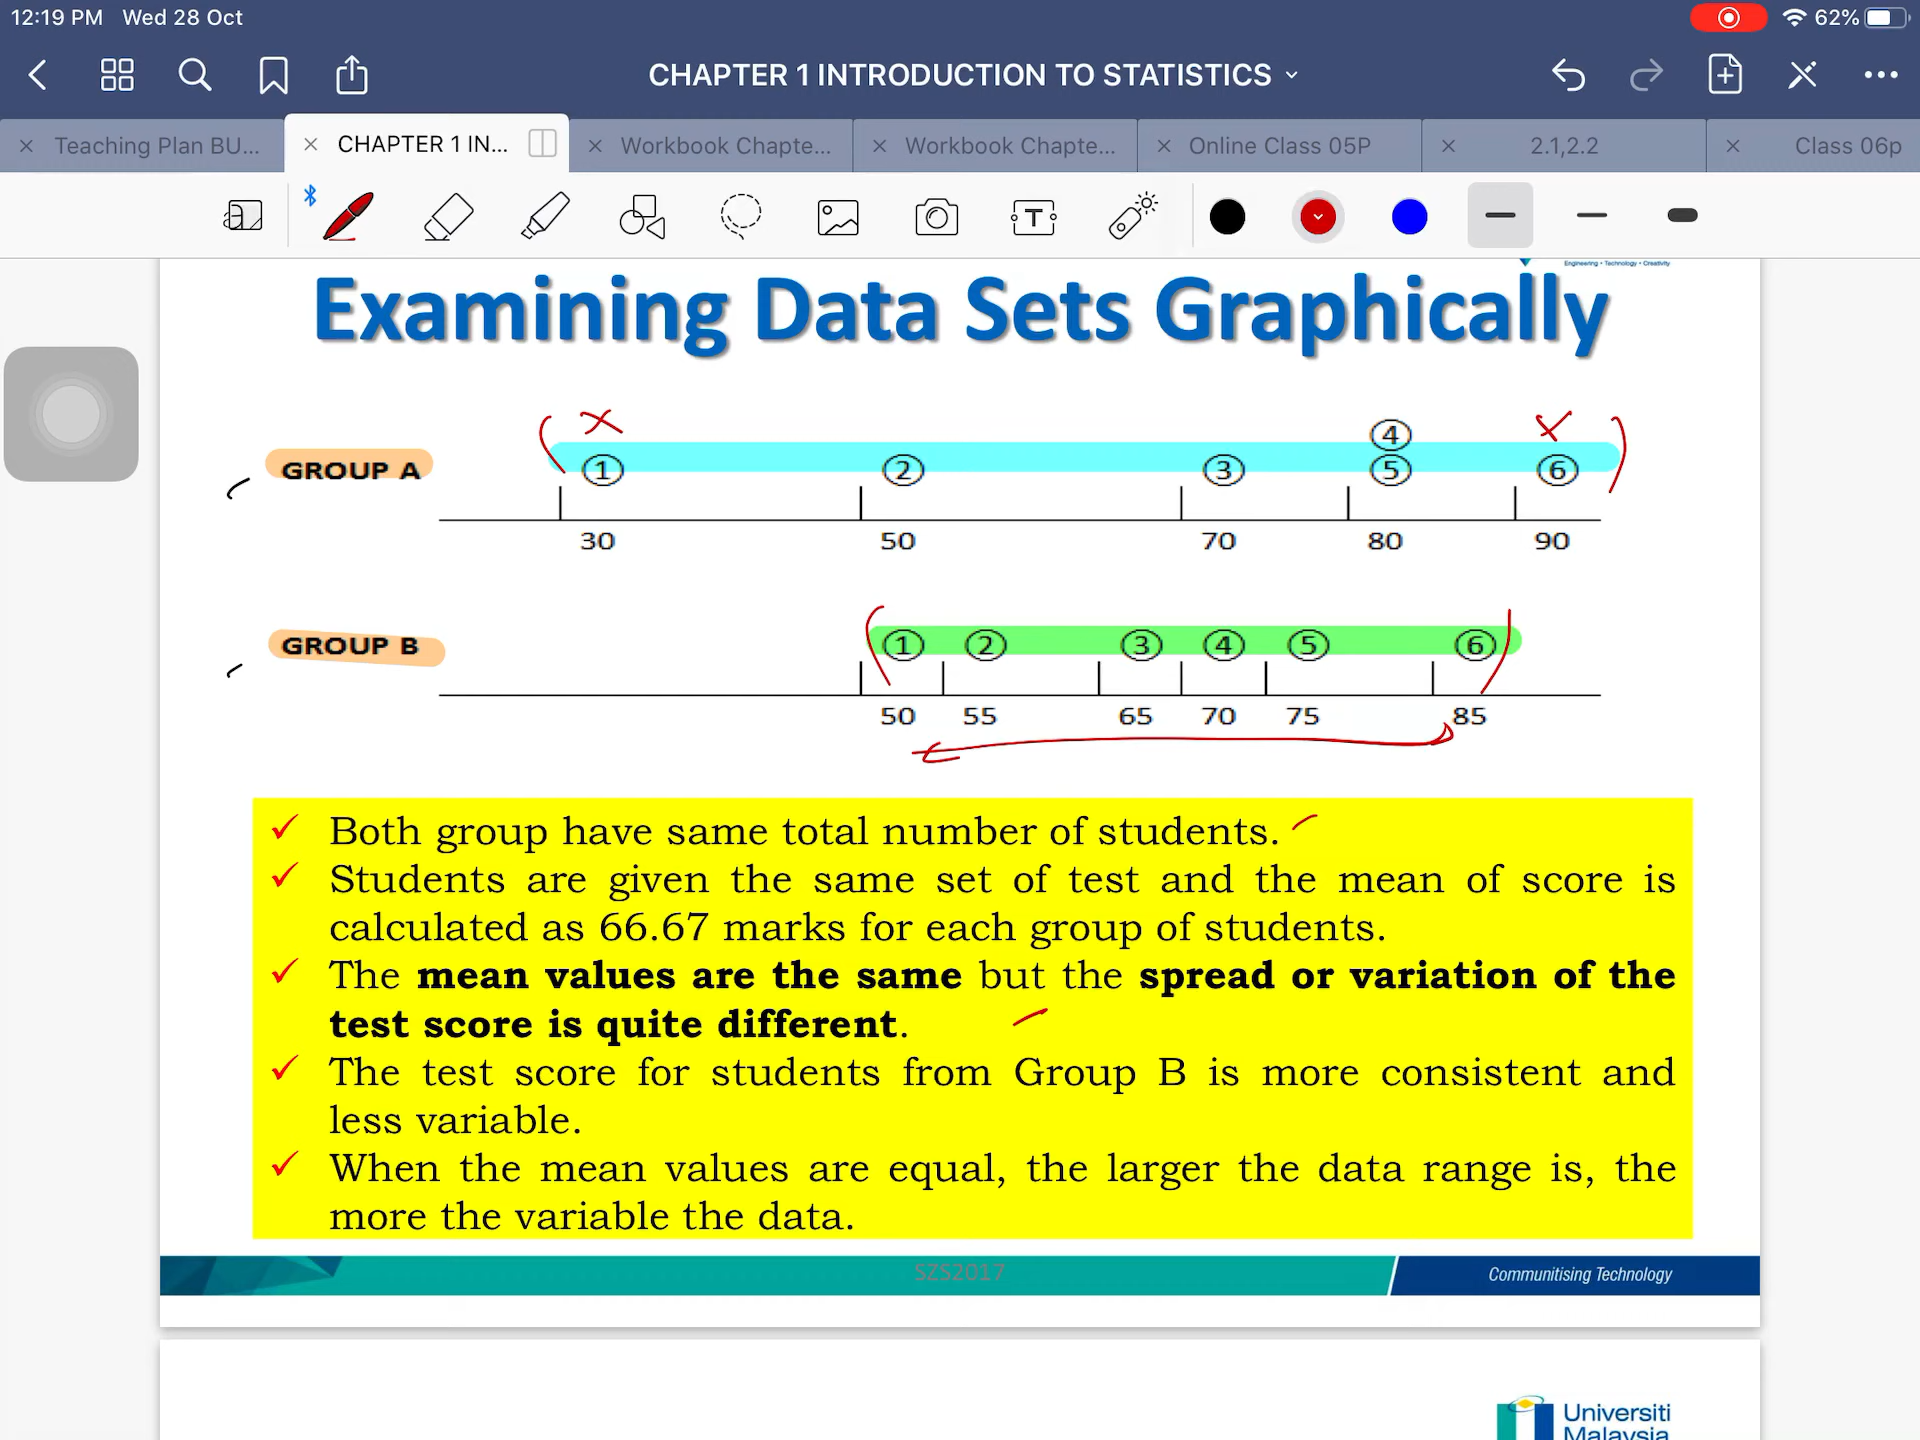 12:19 PM Wed 28 Oct
62%
CHAPTER 1 INTRODUCTION TO STATISTICS
Teaching Plan BU...
CHAPTER 1 IN...
Workbook Chapte...
Workbook Chapte...
Online Class 05P
2.1,2.2
Class 06p
a
T
Engineering • Technology • Creativity
Examining Data Sets Graphically
4
GROUP A 1 2 3 5 6
30 50 70 80 90
GROUP B 1 2 3 4 5 6
50 55 65 70 75 85
✓ Both group have same total number of students.
✓ Students are given the same set of test and the mean of score is
calculated as 66.67 marks for each group of students.
✓ The mean values are the same but the spread or variation of the
test score is quite different.
✓ The test score for students from Group B is more consistent and
less variable.
✓ When the mean values are equal, the larger the data range is, the
more the variable the data.
SZS2017
Communitising Technology
Universiti
Malaysia